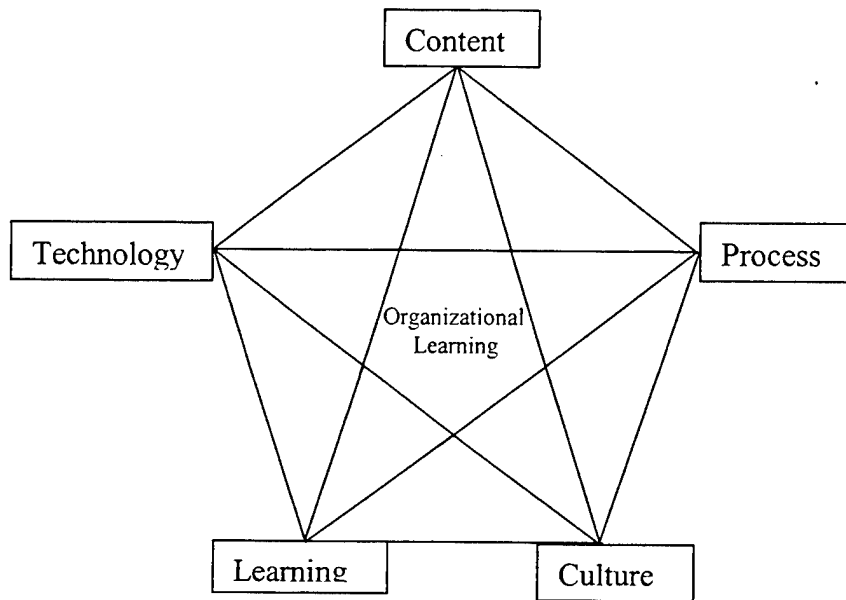 Content
Technology
Process
Organizational
Learning
Learning
Culture